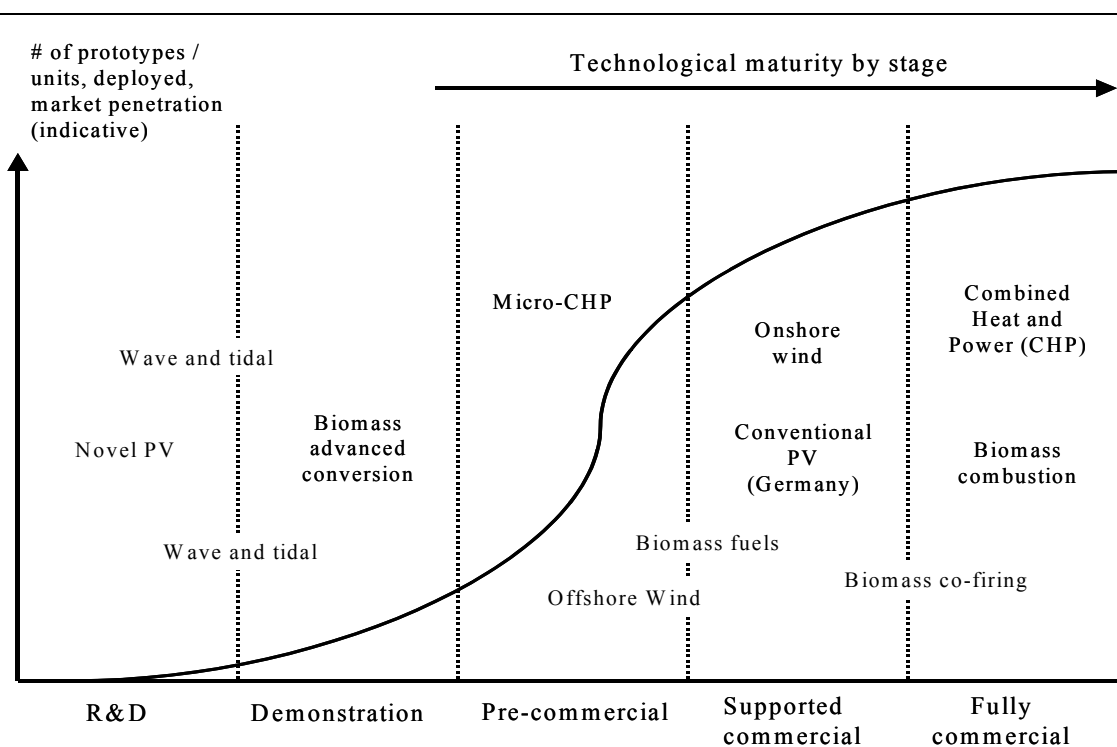 # of prototypes /
units, deployed,
market penetration
(indicative)
Technological maturity by stage
Micro-CHP
Combined
Heat and
Power (CHP)
Onshore
wind
Wave and tidal
Novel PV
Biomass
advanced
conversion
Conventional
PV
(Germany)
Biomass
combustion
Wave and tidal
Biomass fuels
Biomass co-firing
Offshore Wind
R&D
Demonstration
Pre-commercial
Supported
commercial
Fully
commercial